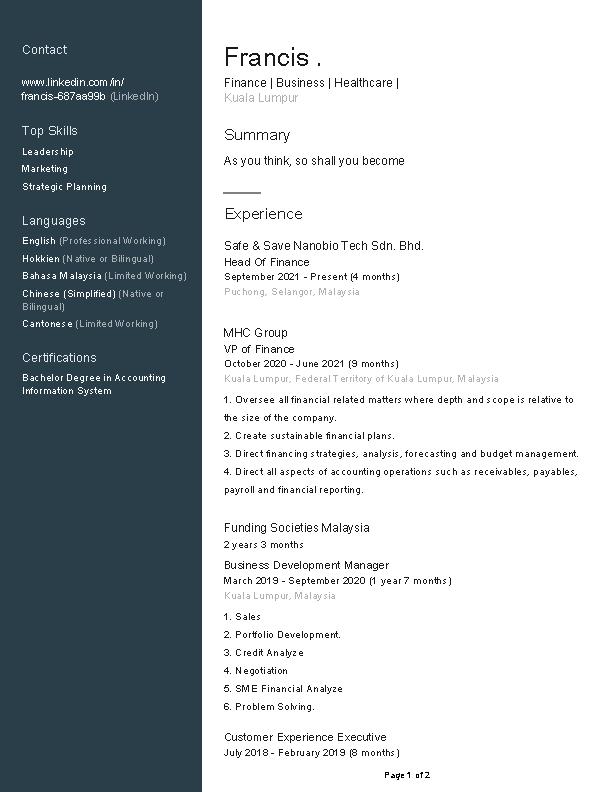 Contact
www.linkedin.com/in/
francis-687aa99b (LinkedIn)
Top Skills
Leadership
Marketing
Strategic Planning
Languages
English (Professional Working)
Hokkien (Native or Bilingual)
Bahasa Malaysia (Limited Working)
Chinese (Simplified) (Native or
Bilingual)
Cantonese (Limited Working)
Certifications
Bachelor Degree in Accounting
Information System
Francis .
Finance | Business | Healthcare |
Kuala Lumpur
Summary
As you think, so shall you become
Experience
Safe & Save Nanobio Tech Sdn. Bhd.
Head Of Finance
September 2021 - Present (4 months)
Puchong, Selangor, Malaysia
MHC Group
VP of Finance
October 2020 - June 2021 (9 months)
Kuala Lumpur, Federal Territory of Kuala Lumpur, Malaysia
1. Oversee all financial related matters where depth and scope is relative to
the size of the company.
2. Create sustainable financial plans.
3. Direct financing strategies, analysis, forecasting and budget management.
4. Direct all aspects of accounting operations such as receivables, payables,
payroll and financial reporting.
Funding Societies Malaysia
2 years 3 months
Business Development Manager
March 2019 - September 2020 (1 year 7 months)
Kuala Lumpur, Malaysia
1. Sales
2. Portfolio Development.
3. Credit Analyze
4. Negotiation
5. SME Financial Analyze
6. Problem Solving.
Customer Experience Executive
July 2018 - February 2019 (8 months)
Page 1 of 2